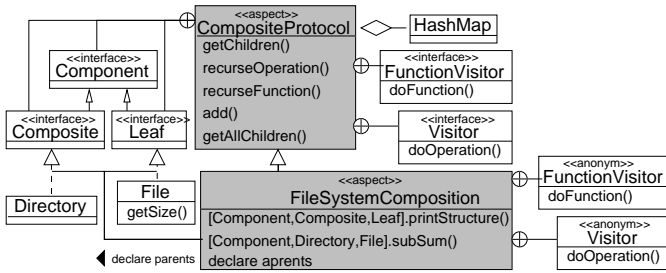 <<aspect>>
CompositeProtocol
getChildren()
recurseOperation()
recurseFunction()
add()
getAllChildren()
HashMap
<<interface>>
Component
<<interface>>
FunctionVisitor
doFunction()
<<interface>>
Composite
<<interface>>
Leaf
<<interface>>
Visitor
doOperation()
Directory
File
getSize()
<<aspect>>
FileSystemComposition
[Component,Composite,Leaf].printStructure()
[Component,Directory,File].subSum()
declare aprents
<<anonym>>
FunctionVisitor
doFunction()
<<anonym>>
Visitor
doOperation()
declare parents